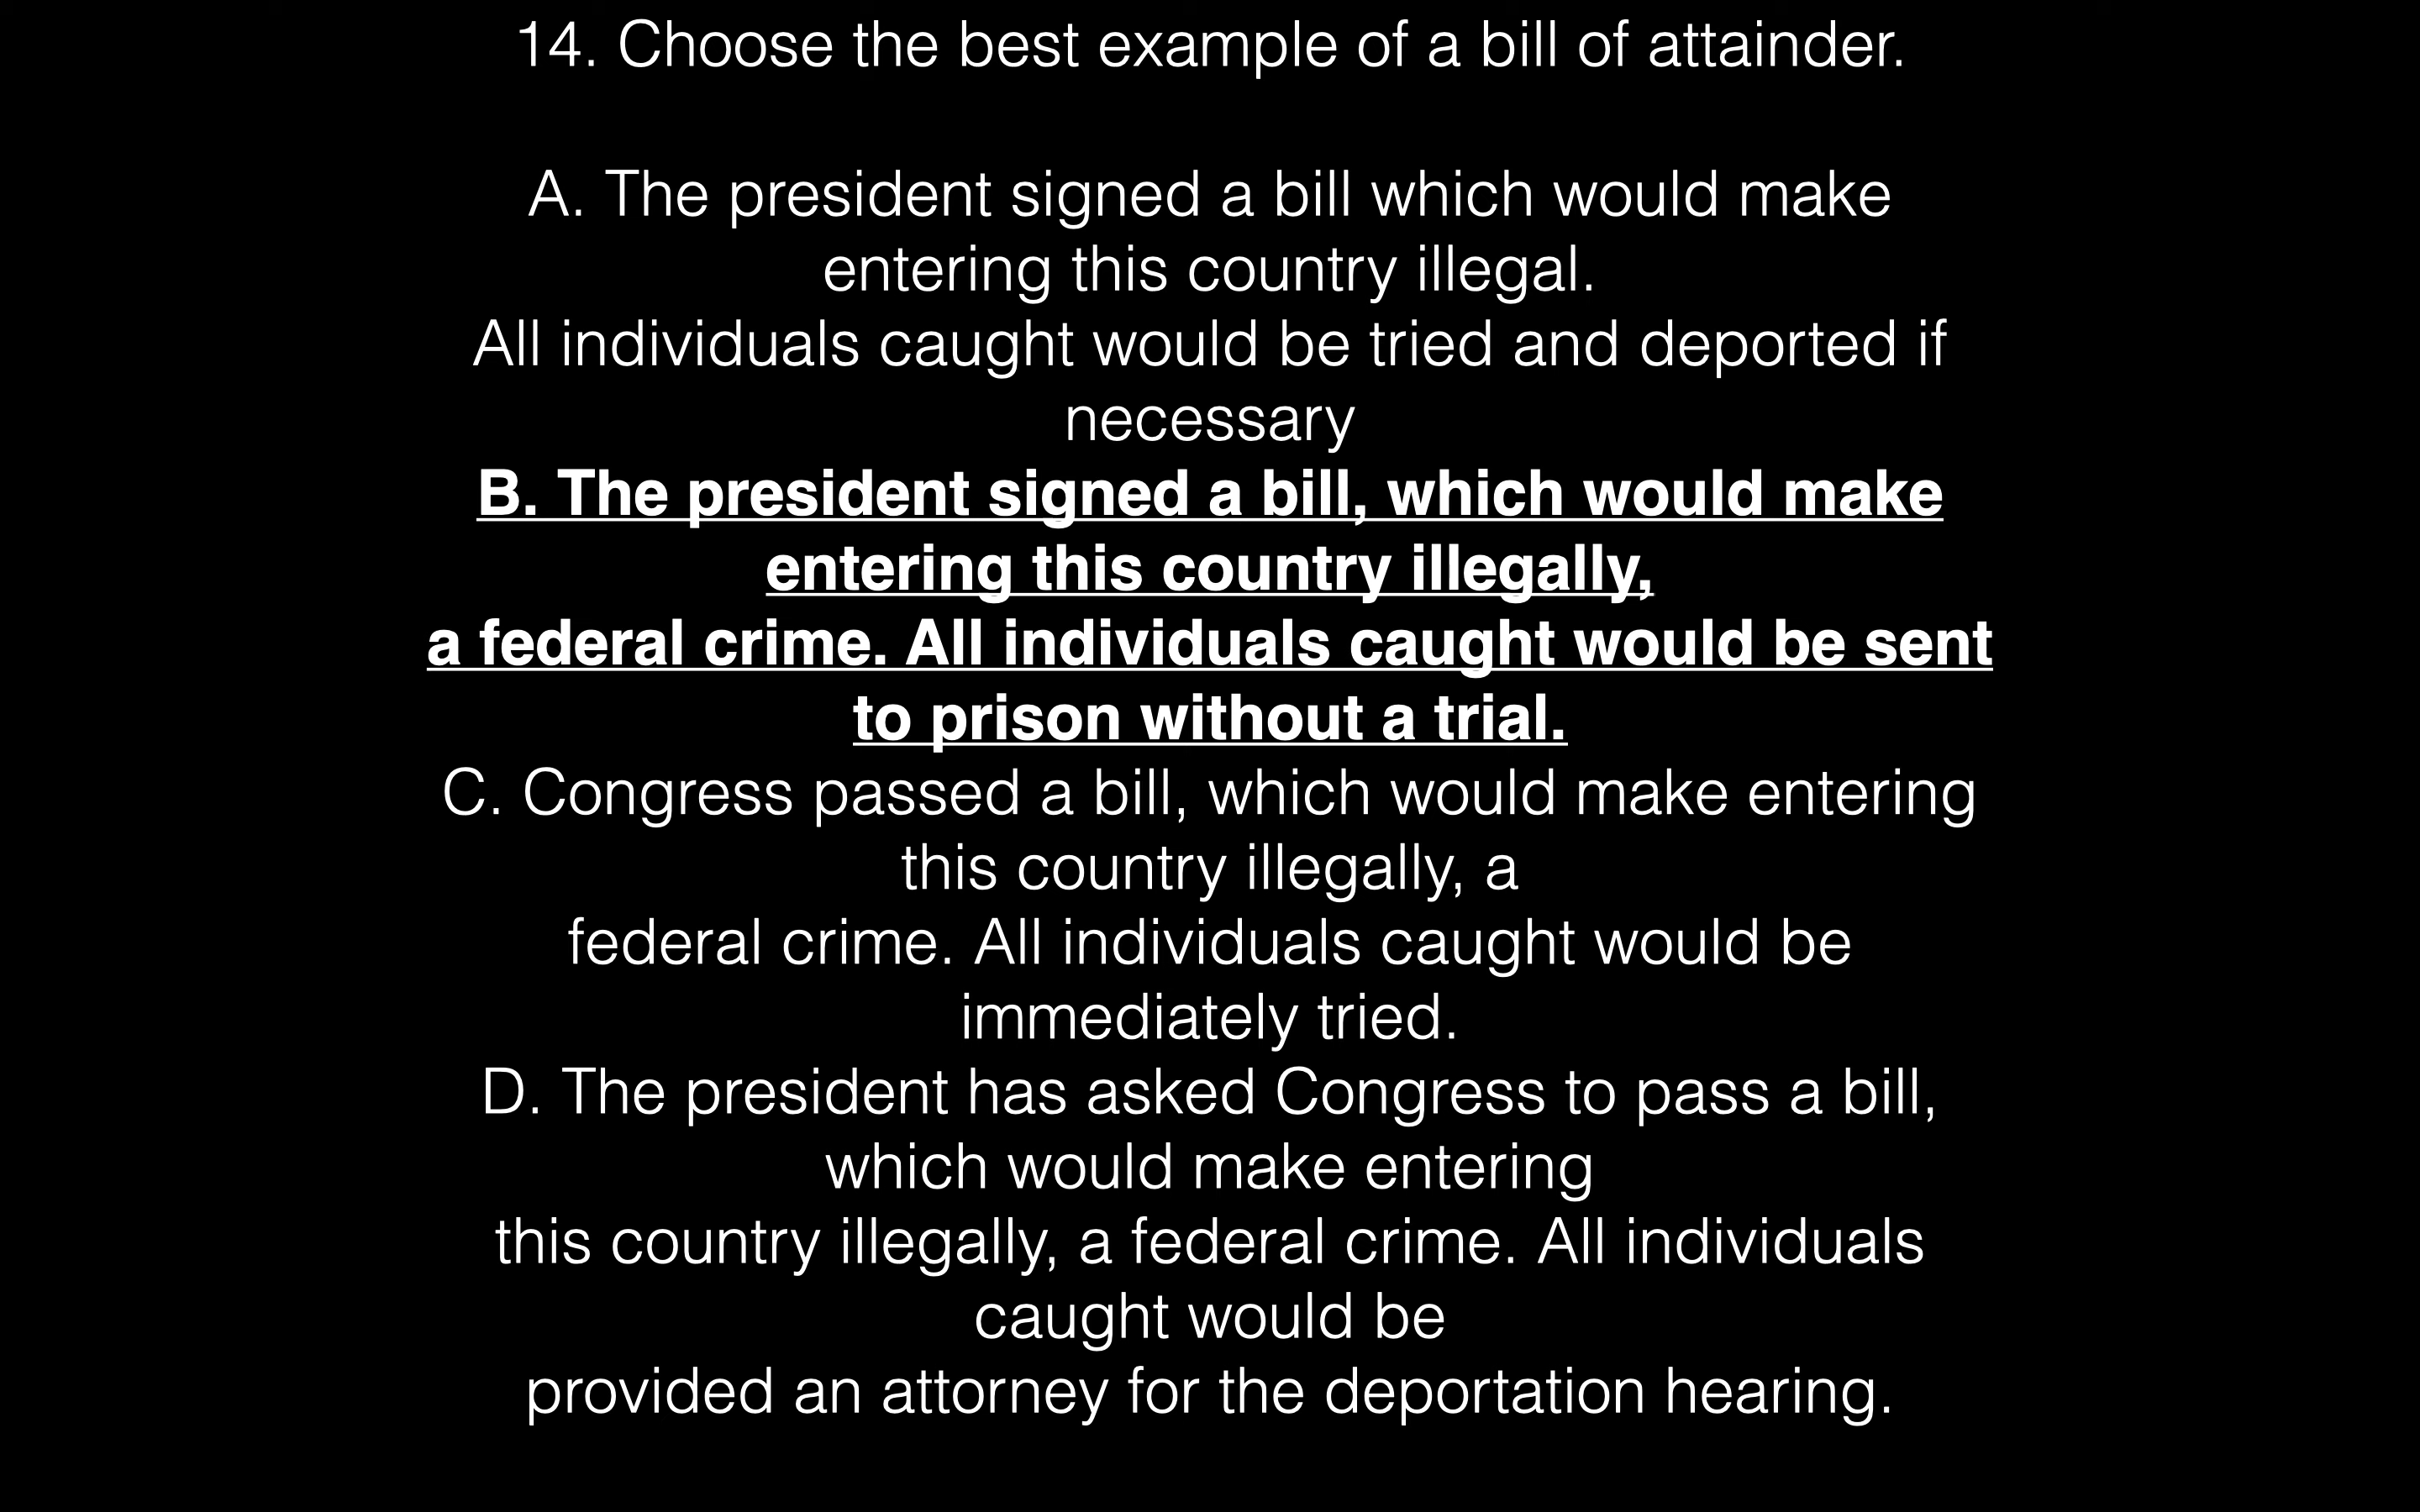 14. Choose the best example of a bill of attainder.
A. The president signed a bill which would make
entering this country illegal.
All individuals caught would be tried and deported if
necessary
B. The president signed a bill, which would make
entering this country illegally,
a federal crime. All individuals caught would be sent
to prison without a trial.
C. Congress passed a bill, which would make entering
this country illegally, a
federal crime. All individuals caught would be
immediately tried.
D. The president has asked Congress to pass a bill,
which would make entering
this country illegally, a federal crime. All individuals
caught would be
provided an attorney for the deportation hearing.